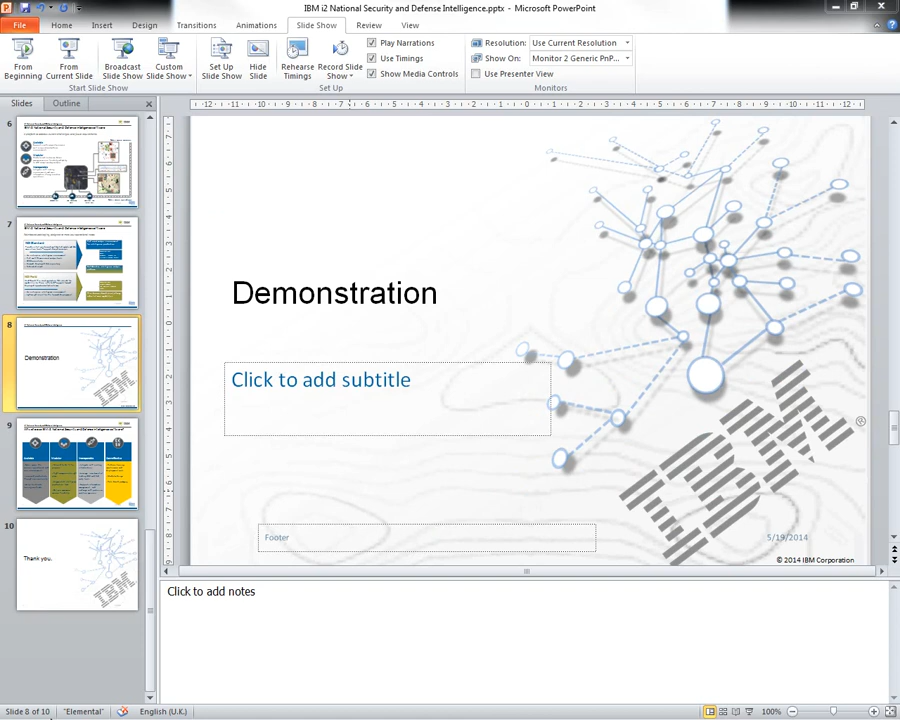 IBM i2 National Security and Defense Intelligence.pptx - Microsoft PowerPoint
File Home Insert Design Transitions Animations Slide Show Review View
From Beginning
From Current Slide
Broadcast Slide Show
Custom Slide Show
Set Up Slide Show
Hide Slide
Rehearse Timings
Record Slide Show
Play Narrations
Use Timings
Show Media Controls
Resolution: Use Current Resolution
Show On: Monitor 2 Generic PnP...
Use Presenter View
Start Slide Show
Set Up
Monitors
Slides Outline
6
7
8
Demonstration
IBM
9
10
Thank you.
IBM
Demonstration
Click to add subtitle
IBM
Footer
5/19/2014
© 2014 IBM Corporation
Click to add notes
Slide 8 of 10 "Elemental" English (U.K.) 100%